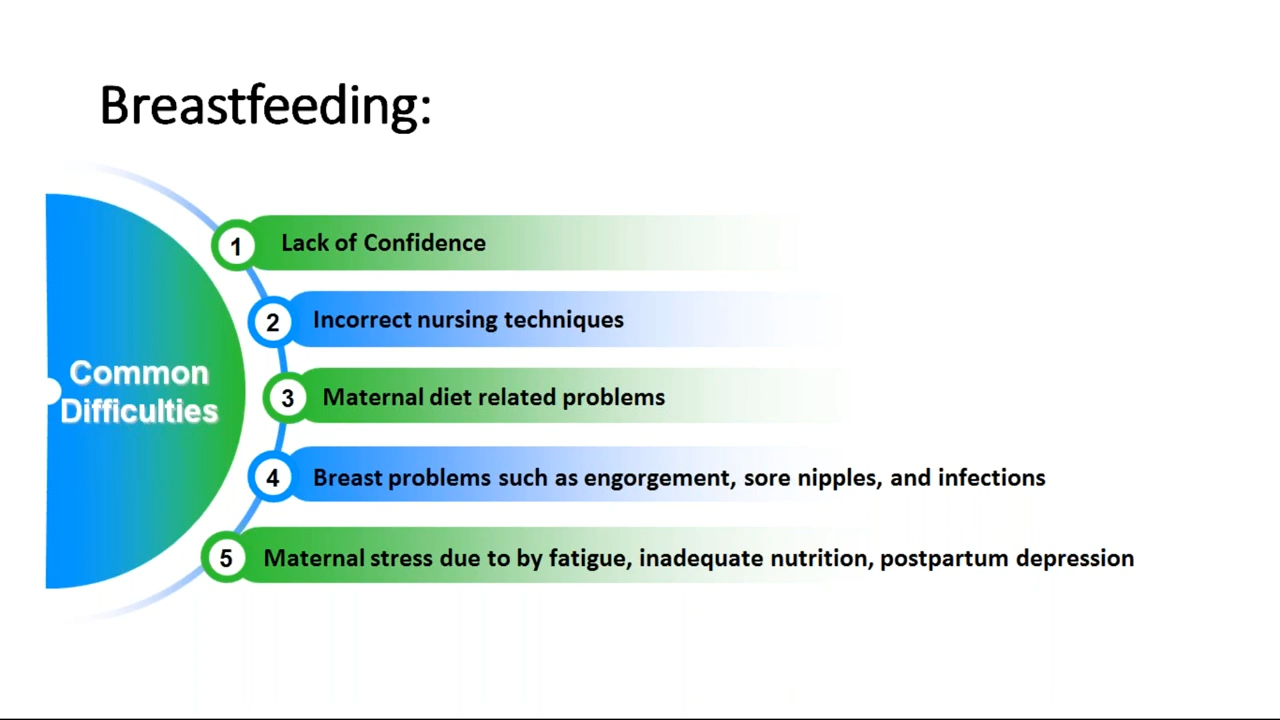 Breastfeeding:
Common
Difficulties
1 Lack of Confidence
2 Incorrect nursing techniques
3 Maternal diet related problems
4 Breast problems such as engorgement, sore nipples, and infections
5 Maternal stress due to by fatigue, inadequate nutrition, postpartum depression